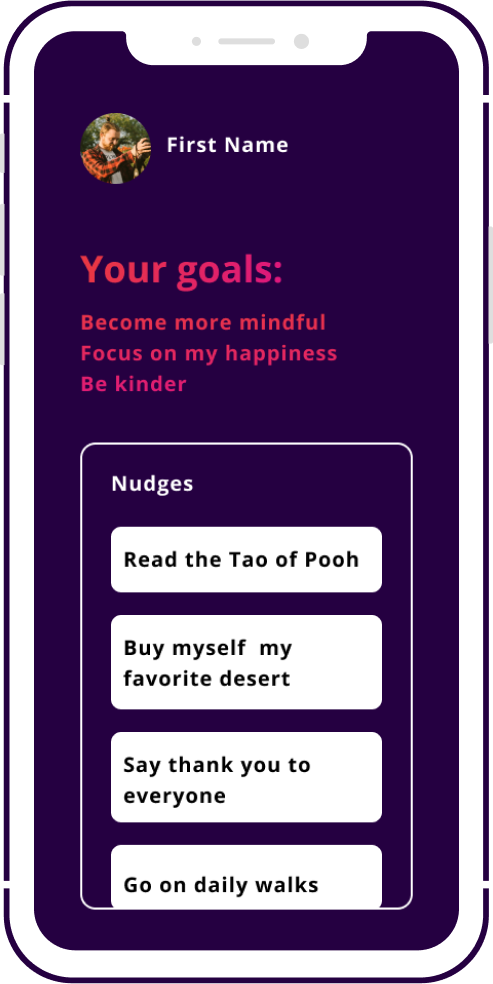 First Name
Your goals:
Become more mindful
Focus on my happiness
Be kinder
Nudges
Read the Tao of Pooh
Buy myself  my
favorite desert
Say thank you to
everyone
Go on daily walks